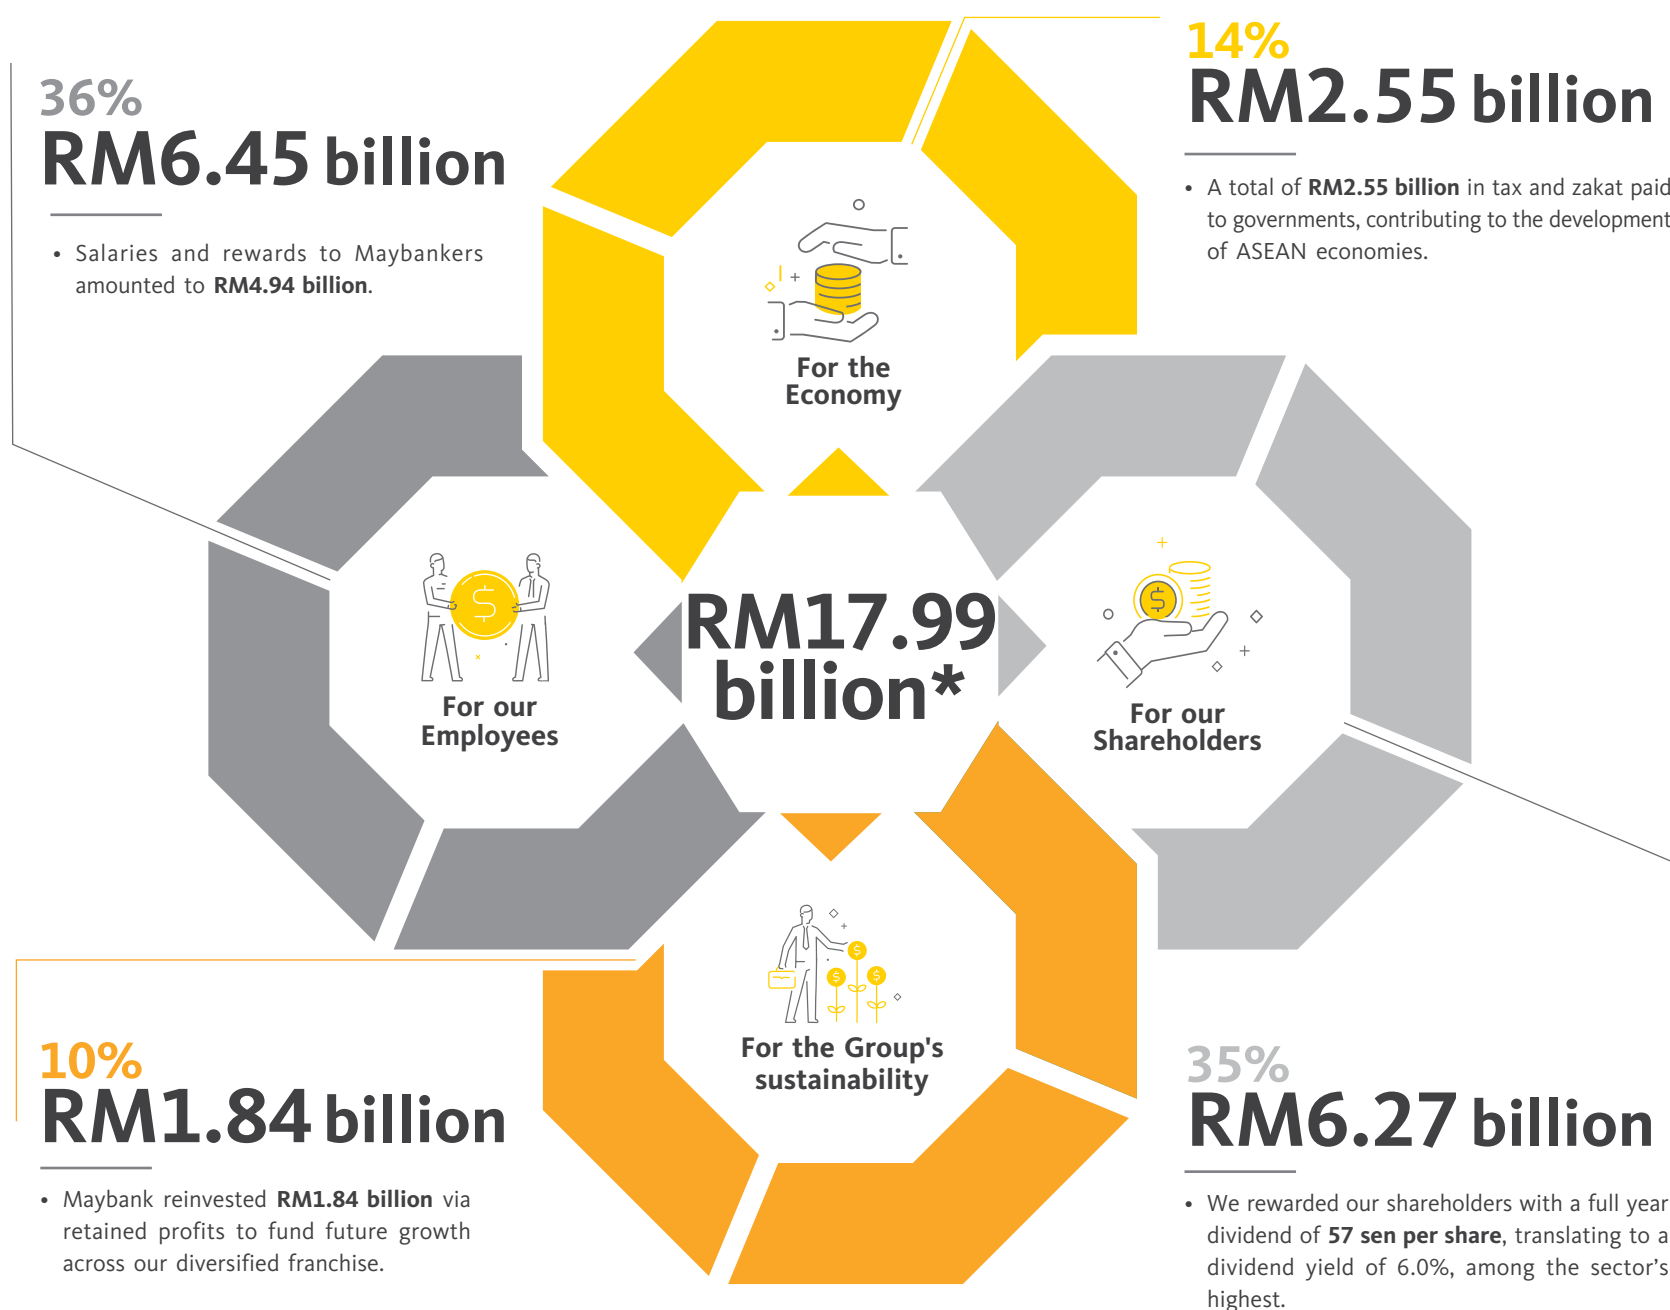 36%
RM6.45 billion
• Salaries and rewards to Maybankers
amounted to RM4.94 billion.
14%
RM2.55 billion
• A total of RM2.55 billion in tax and zakat paid
to governments, contributing to the development
of ASEAN economies.
For the
Economy
For our
Employees
RM17.99
billion*
For our
Shareholders
For the Group's
sustainability
10%
RM1.84 billion
• Maybank reinvested RM1.84 billion via
retained profits to fund future growth
across our diversified franchise.
35%
RM6.27 billion
• We rewarded our shareholders with a full year
dividend of 57 sen per share, translating to a
dividend yield of 6.0%, among the sector's
highest.